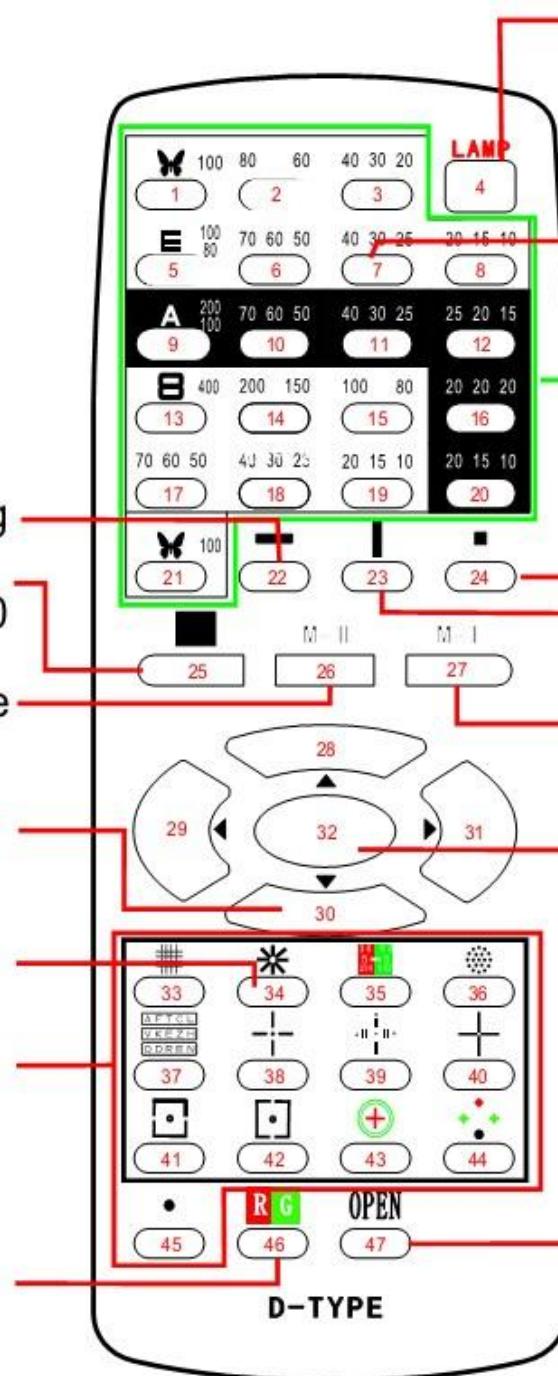 LAMP
100 80 60 40 30 20
1 2 3 4
E 100 80 70 60 50 40 30 25 20 15 10
5 6 7 8
A 200 100 70 60 50 40 30 25 25 20 15
9 10 11 12
8 400 200 150 100 80 20 20 20
13 14 15 16
70 60 50 40 30 25 20 15 10 20 15 10
17 18 19 20
g
100
21 22 23 24
)
M-II M-I
25 26 27
e
28
29 32 31
30
33 34 35 36
AFTCL
VKEZH
DDREN
37 38 39 40
41 42 43 44
R G OPEN
45 46 47
D-TYPE